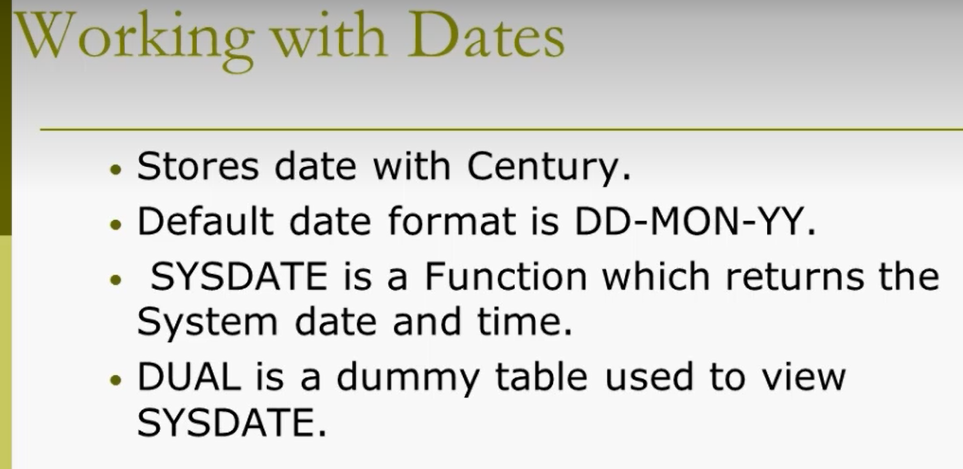 Working with Dates
• Stores date with Century.
• Default date format is DD-MON-YY.
• SYSDATE is a Function which returns the
System date and time.
• DUAL is a dummy table used to view
SYSDATE.